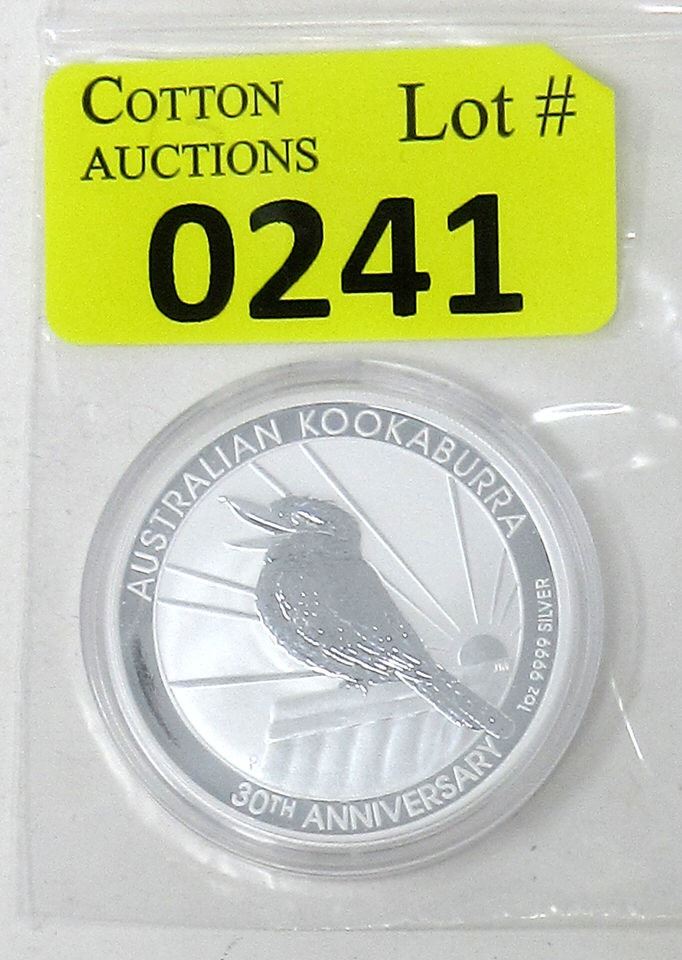 COTTON
AUCTIONS
Lot #
0241
AUSTRALIAN KOOKABURRA
1oz 9999 SILVER
30TH ANNIVERSARY
P